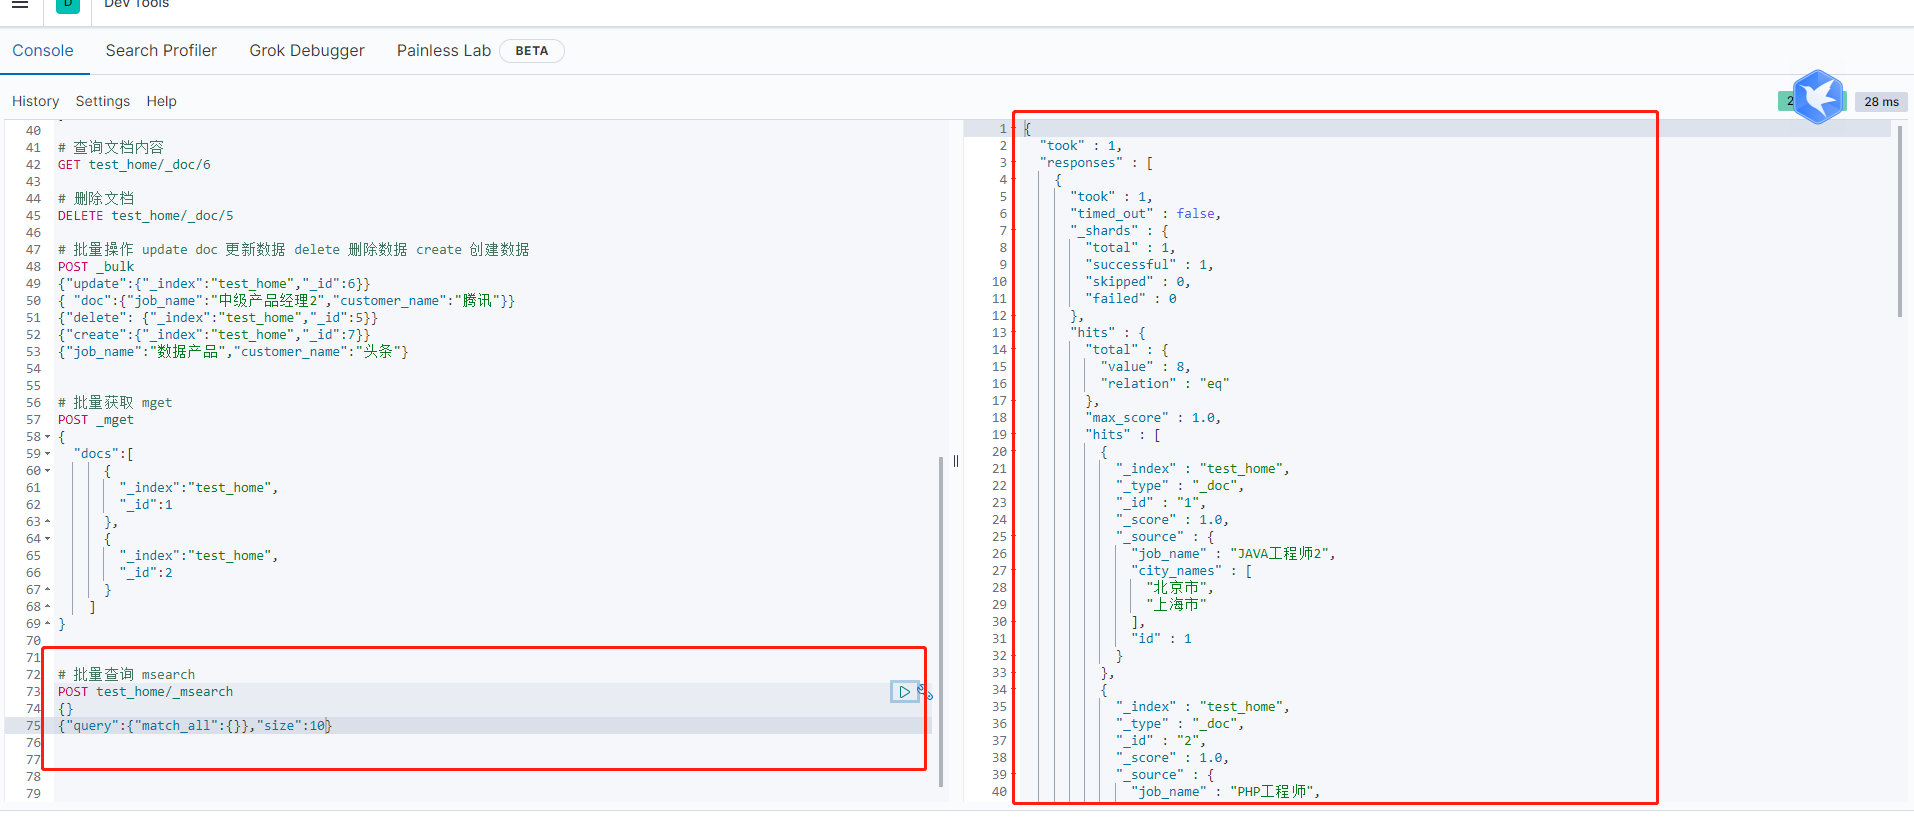 D Dev Tools
Console Search Profiler Grok Debugger Painless Lab BETA
History Settings Help
28 ms
40
41 # 查询文档内容
42 GET test_home/_doc/6
43
44 # 删除文档
45 DELETE test_home/_doc/5
46
47 # 批量操作 update doc 更新数据 delete 删除数据 create 创建数据
48 POST _bulk
49 {"update":{"_index":"test_home","_id":6}}
50 { "doc":{"job_name":"中级产品经理2","customer_name":"腾讯"}}
51 {"delete": {"_index":"test_home","_id":5}}
52 {"create":{"_index":"test_home","_id":7}}
53 {"job_name":"数据产品","customer_name":"头条"}
54
55
56 # 批量获取 mget
57 POST _mget
58 {
59 "docs":[
60 {
61 "_index":"test_home",
62 "_id":1
63 },
64 {
65 "_index":"test_home",
66 "_id":2
67 }
68 ]
69 }
70
71
72 # 批量查询 msearch
73 POST test_home/_msearch
74 {}
75 {"query":{"match_all":{}},"size":10}
76
77
78
79
1 {
2 "took" : 1,
3 "responses" : [
4 {
5 "took" : 1,
6 "timed_out" : false,
7 "_shards" : {
8 "total" : 1,
9 "successful" : 1,
10 "skipped" : 0,
11 "failed" : 0
12 },
13 "hits" : {
14 "total" : {
15 "value" : 8,
16 "relation" : "eq"
17 },
18 "max_score" : 1.0,
19 "hits" : [
20 {
21 "_index" : "test_home",
22 "_type" : "_doc",
23 "_id" : "1",
24 "_score" : 1.0,
25 "_source" : {
26 "job_name" : "JAVA工程师2",
27 "city_names" : [
28 "北京市",
29 "上海市"
30 ],
31 "id" : 1
32 }
33 },
34 {
35 "_index" : "test_home",
36 "_type" : "_doc",
37 "_id" : "2",
38 "_score" : 1.0,
39 "_source" : {
40 "job_name" : "PHP工程师",